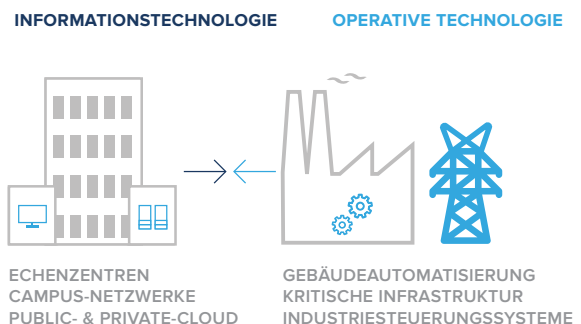 INFORMATIONSTECHNOLOGIE
OPERATIVE TECHNOLOGIE
ECHENZENTREN
CAMPUS-NETZWERKE
PUBLIC- & PRIVATE-CLOUD
GEBÄUDEAUTOMATISIERUNG
KRITISCHE INFRASTRUKTUR
INDUSTRIESTEUERUNGSSYSTEME